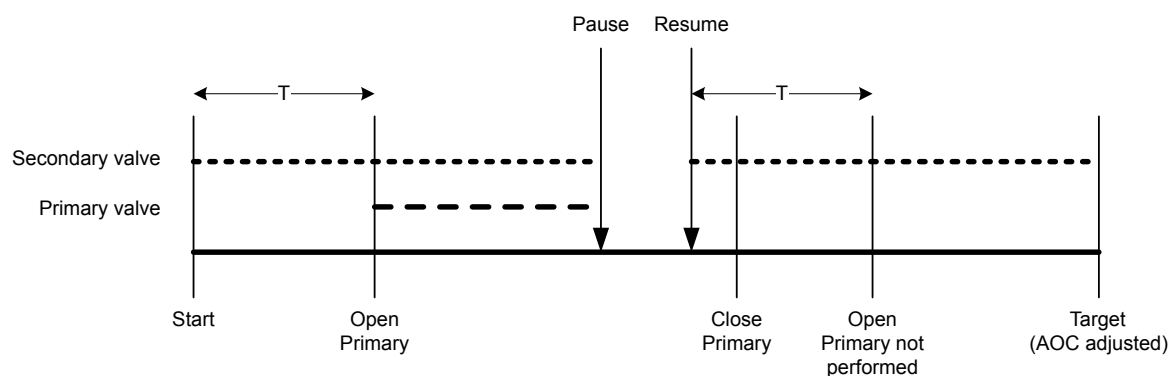 Pause
Resume
T
T
Secondary valve
Primary valve
Start
Open
Primary
Close
Primary
Open
Primary not
performed
Target
(AOC adjusted)